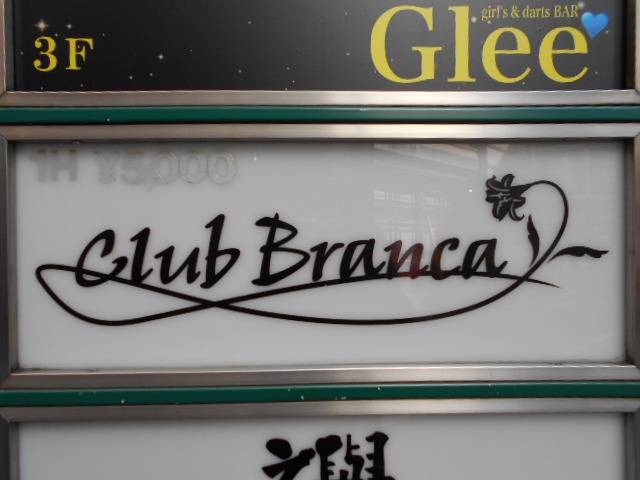 girl's & darts BAR
3F Glee
1H ¥5,000
Club Branca